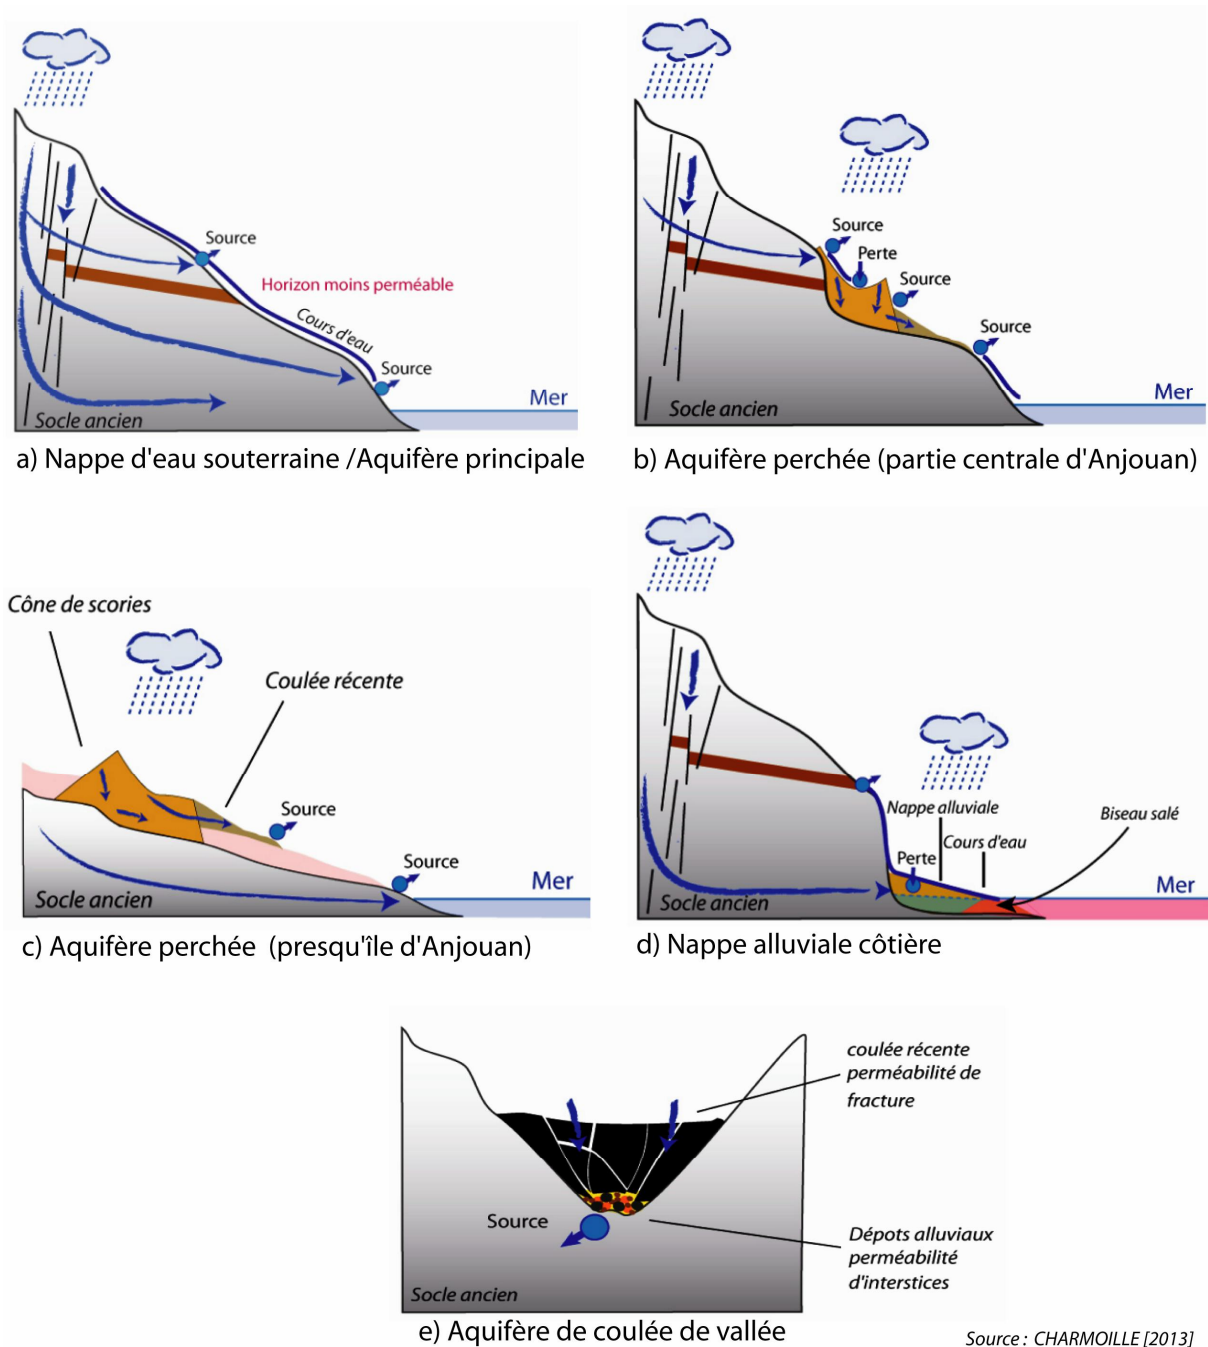 Source
Horizon moins perméable
Cours d'eau
Source
Mer
Socle ancien
a) Nappe d'eau souterraine /Aquifère principale
Source
Perte
Source
Source
Mer
Socle ancien
b) Aquifère perchée (partie centrale d'Anjouan)
Cône de scories
Coulée récente
Source
Source
Mer
Socle ancien
c) Aquifère perchée (presqu'île d'Anjouan)
Nappe alluviale
Biseau salé
Cours d'eau
Perte
Mer
Socle ancien
d) Nappe alluviale côtière
coulée récente
perméabilité de
fracture
Source
Dépots alluviaux
perméabilité
d'interstices
Socle ancien
e) Aquifère de coulée de vallée
Source : CHARMOILLE [2013]